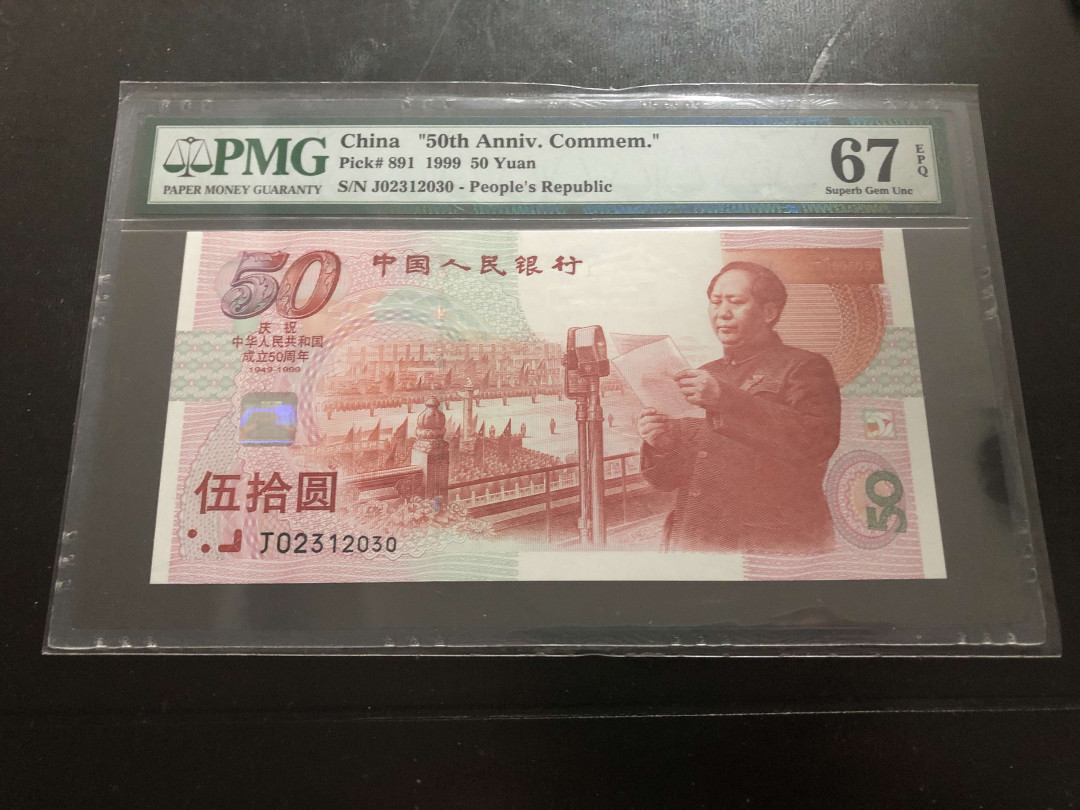 PMG
PAPER MONEY GUARANTY
China "50th Anniv. Commem."
Pick# 891 1999 50 Yuan
S/N J02312030 - People's Republic
67
EPQ
Superb Gem Unc
50
中国人民银行
庆祝
中华人民共和国
成立50周年
1949-1999
伍拾圆
J02312030
50